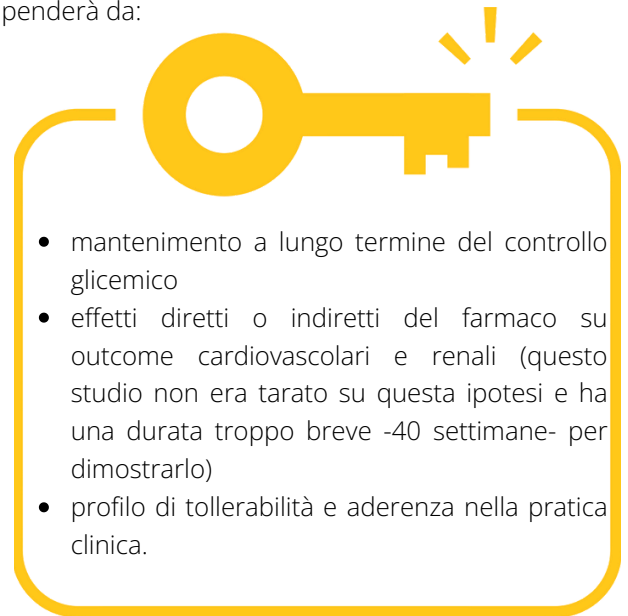 penderà da:
• mantenimento a lungo termine del controllo
glicemico
• effetti diretti o indiretti del farmaco su
outcome cardiovascolari e renali (questo
studio non era tarato su questa ipotesi e ha
una durata troppo breve -40 settimane- per
dimostrarlo)
• profilo di tollerabilità e aderenza nella pratica
clinica.